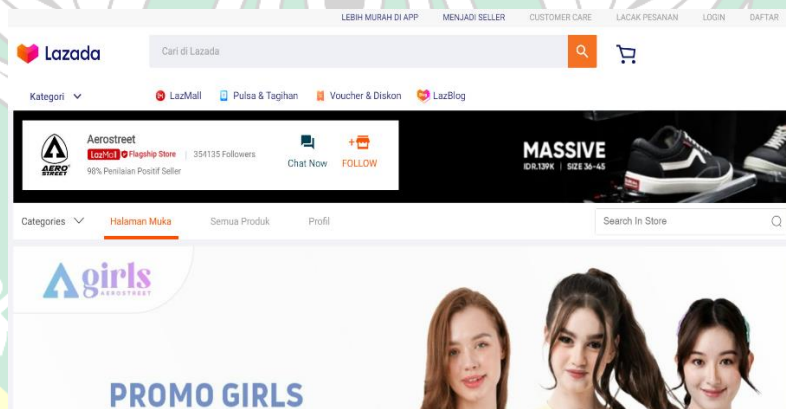 LEBIH MURAH DI APP MENJADI SELLER CUSTOMER CARE LACAK PESANAN LOGIN DAFTAR
Lazada
Cari di Lazada
Kategori LazMall Pulsa & Tagihan Voucher & Diskon LazBlog
Aerostreet
LazMall Flagship Store 354135 Followers
98% Penilaian Positif Seller
AERO
STREET
Chat Now
FOLLOW
MASSIVE
IDR.139K | SIZE 36-45
Categories Halaman Muka Semua Produk Profil Search In Store
girls
AEROSTREET
PROMO GIRLS